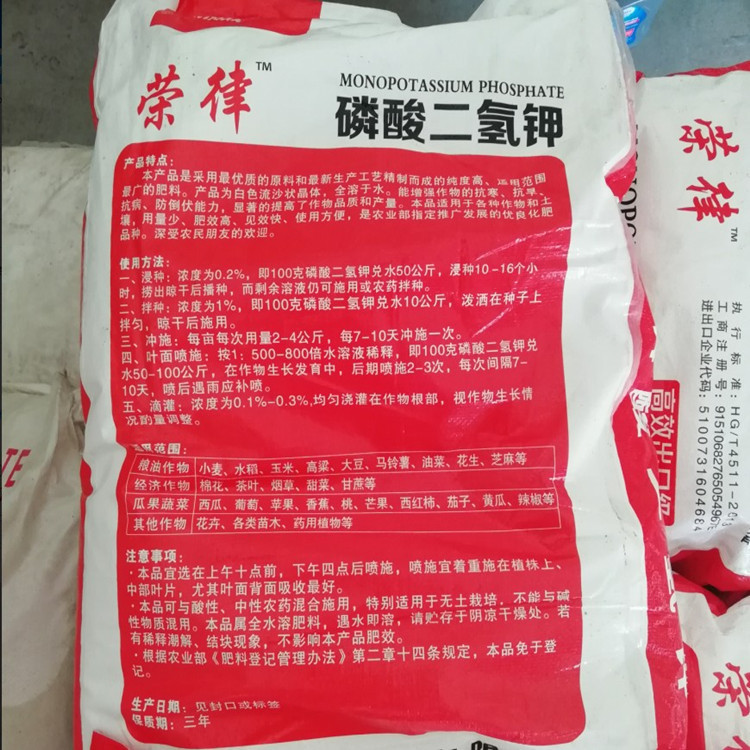 荣律™
MONOPOTASSIUM PHOSPHATE
磷酸二氢钾
产品特点：
本产品是采用最优质的原料和最新生产工艺精制而成的纯度高、适用范围
最广的肥料。产品为白色流沙状晶体，全溶于水。能增强作物的抗寒、抗旱、
抗病、防倒伏能力，显著的提高了作物品质和产量。本品适用于各种作物和土
壤，用量少、肥效高、见效快、使用方便，是农业部指定推广发展的优良化肥
品种。深受农民朋友的欢迎。
使用方法：
一、浸种：浓度为0.2%，即100克磷酸二氢钾兑水50公斤，浸种10-16个小
时，捞出晾干后播种，而剩余溶液仍可施用或农药拌种。
二、拌种：浓度为1%，即100克磷酸二氢钾兑水10公斤，泼洒在种子上
拌匀，晾干后施用。
三、冲施：每亩每次用量2-4公斤，每7-10天冲施一次。
四、叶面喷施：按1：500-800倍水溶液稀释，即100克磷酸二氢钾兑
水50-100公斤，在作物生长发育中，后期喷施2-3次，每次间隔7-
10天，喷后遇雨应补喷。
五、滴灌：浓度为0.1%-0.3%,均匀浇灌在作物根部，视作物生长情
况酌量调整。
适用范围：
粮油作物 小麦、水稻、玉米、高粱、大豆、马铃薯、油菜、花生、芝麻等
经济作物 棉花、茶叶、烟草、甜菜、甘蔗等
瓜果蔬菜 西瓜、葡萄、苹果、香蕉、桃、芒果、西红柿、茄子、黄瓜、辣椒等
其他作物 花卉、各类苗木、药用植物等
注意事项：
·本品宜选在上午十点前，下午四点后喷施，喷施宜着重施在植株上、
中部叶片，尤其叶面背面吸收最好。
·本品可与酸性、中性农药混合施用，特别适用于无土栽培，不能与碱
性物质混用。本品属全水溶肥料，遇水即溶，请贮存于阴凉干燥处。若
有稀释潮解、结块现象，不影响本产品肥效。
·根据农业部《肥料登记管理办法》第二章十四条规定，本品免于登
记。
生产日期：见封口或标签
保质期：三年
荣律™
MONOPO
执行标准：HG/T4511-20
工商注册号：91510682765054967
进出口企业代码：5100731604684
高效出口级
荣律